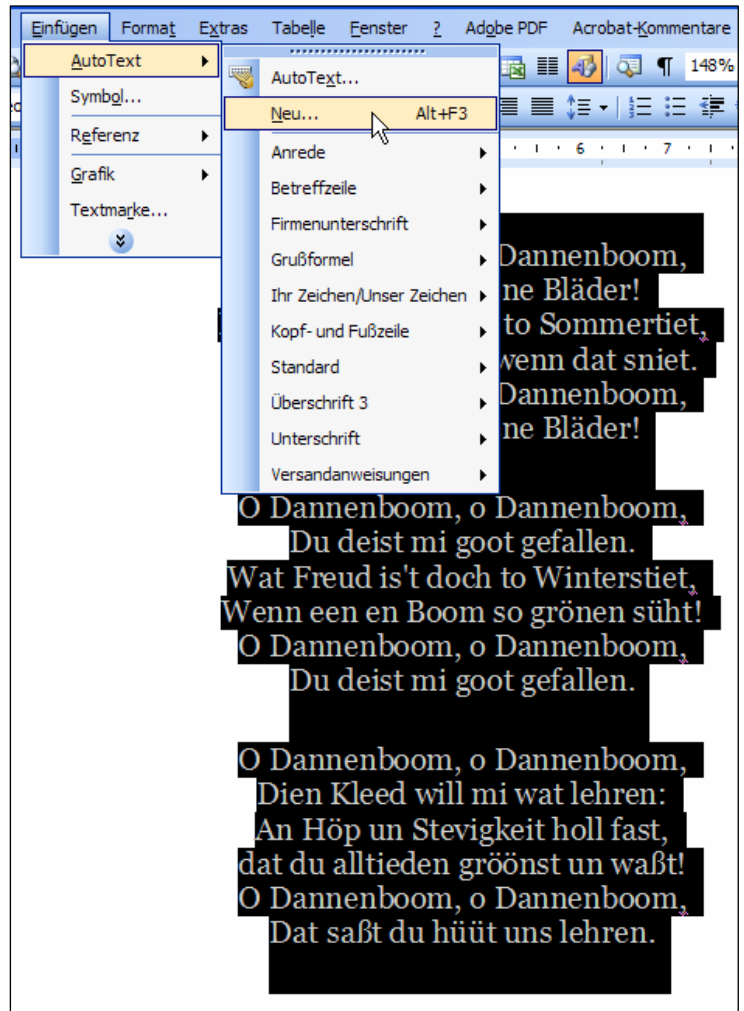 Einfügen Format Extras Tabelle Fenster ? Adobe PDF Acrobat-Kommentare
AutoText
Symbol...
Referenz
Grafik
Textmarke...
AutoText...
Neu... Alt+F3
Anrede
Betreffzeile
Firmenunterschrift
Grußformel
Ihr Zeichen/Unser Zeichen
Kopf- und Fußzeile
Standard
Überschrift 3
Unterschrift
Versandanweisungen
148%
6 7
Dannenboom,
ne Bläder!
to Sommertiet,
wenn dat sniet.
Dannenboom,
ne Bläder!
O Dannenboom, o Dannenboom,
Du deist mi goot gefallen.
Wat Freud is't doch to Winterstiet,
Wenn een en Boom so grönen süht!
O Dannenboom, o Dannenboom,
Du deist mi goot gefallen.
O Dannenboom, o Dannenboom,
Dien Kleed will mi wat lehren:
An Höp un Stevigkeit holl fast,
dat du alltieden gröönst un waßt!
O Dannenboom, o Dannenboom,
Dat saßt du hüüt uns lehren.